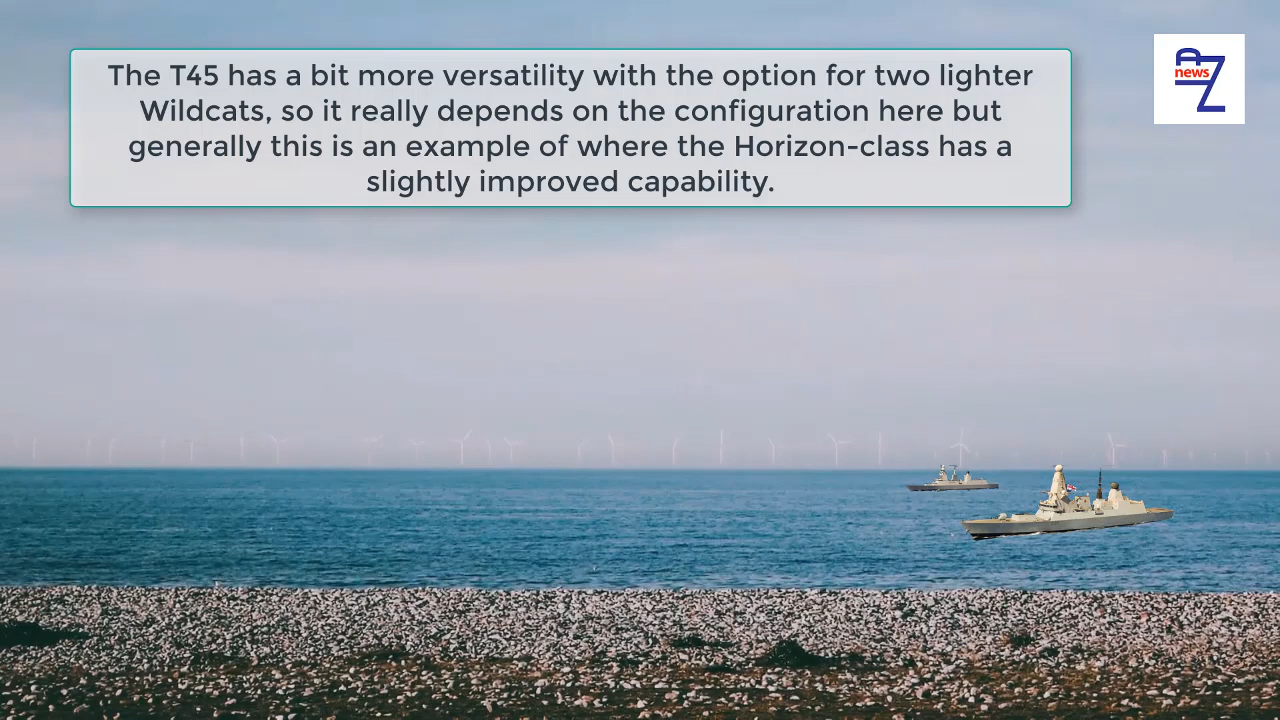 The T45 has a bit more versatility with the option for two lighter
Wildcats, so it really depends on the configuration here but
generally this is an example of where the Horizon-class has a
slightly improved capability.
A
news
Z